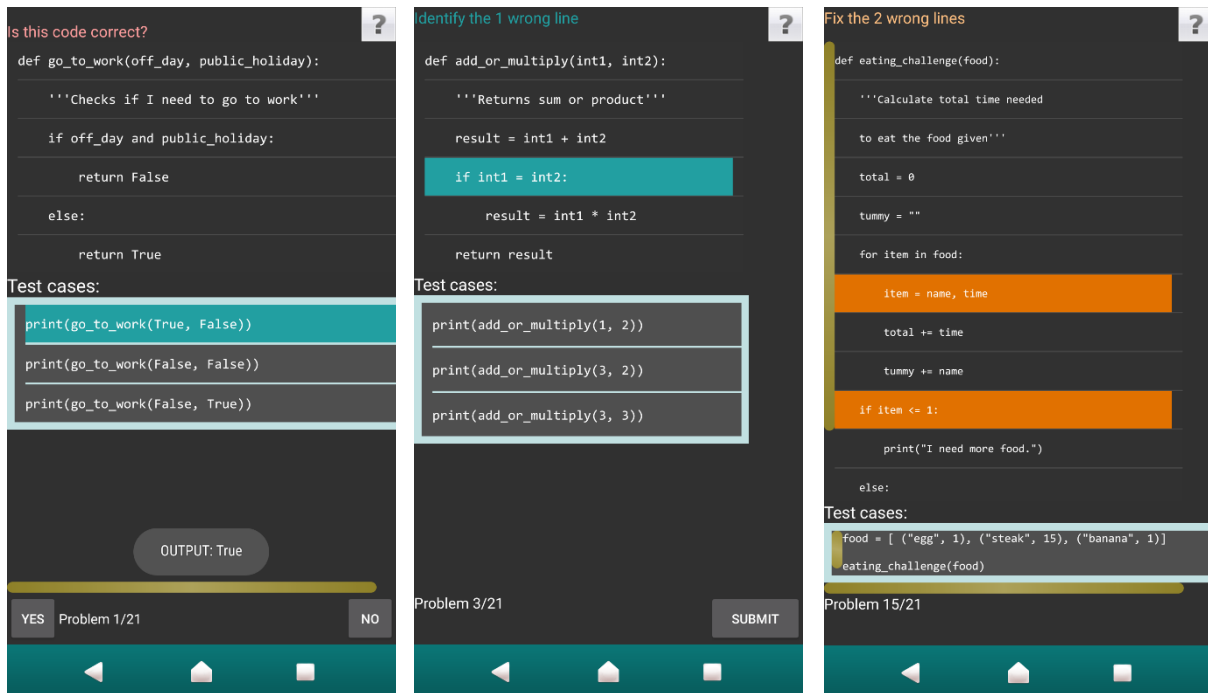 Is this code correct?
?
def go_to_work(off_day, public_holiday):
'''Checks if I need to go to work'''
if off_day and public_holiday:
return False
else:
return True
Test cases:
print(go_to_work(True, False))
print(go_to_work(False, False))
print(go_to_work(False, True))
OUTPUT: True
YES
Problem 1/21
NO
Identify the 1 wrong line
?
def add_or_multiply(int1, int2):
'''Returns sum or product'''
result = int1 + int2
if int1 = int2:
result = int1 * int2
return result
Test cases:
print(add_or_multiply(1, 2))
print(add_or_multiply(3, 2))
print(add_or_multiply(3, 3))
Problem 3/21
SUBMIT
Fix the 2 wrong lines
?
def eating_challenge(food):
'''Calculate total time needed
to eat the food given'''
total = 0
tummy = ""
for item in food:
item = name, time
total += time
tummy += name
if item <= 1:
print("I need more food.")
else:
Test cases:
food = [ ("egg", 1), ("steak", 15), ("banana", 1)]
eating_challenge(food)
Problem 15/21